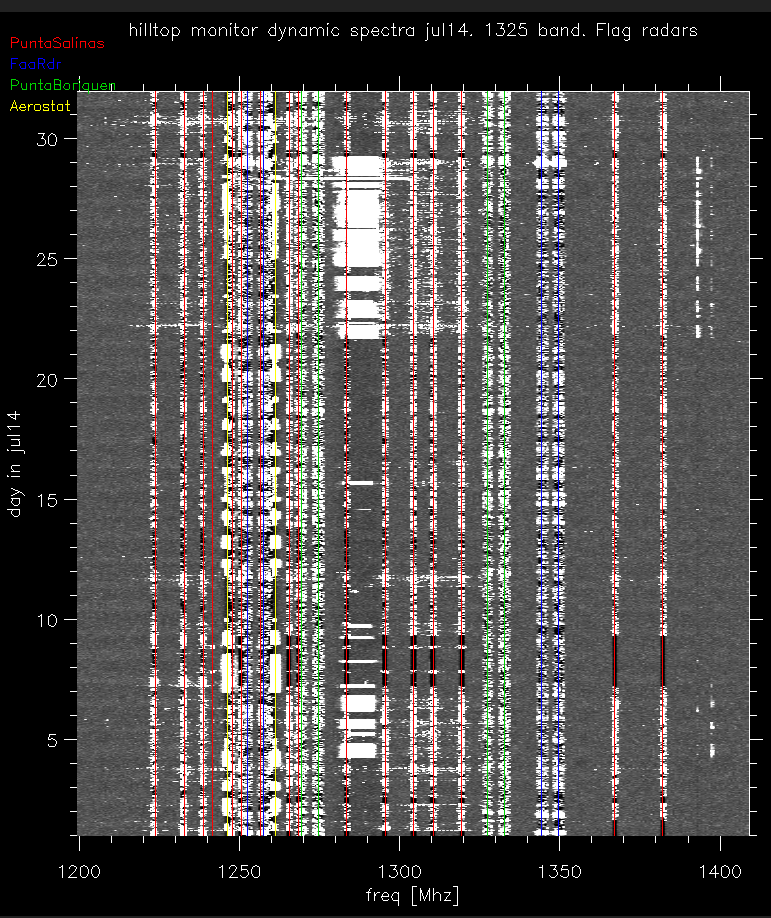 hilltop monitor dynamic spectra jul14. 1325 band. Flag radars
PuntaSalinas
FaaRdr
PuntaBoriquen
Aerostat
30
25
20
15
10
5
day in jul14
1200 1250 1300 1350 1400
freq [Mhz]